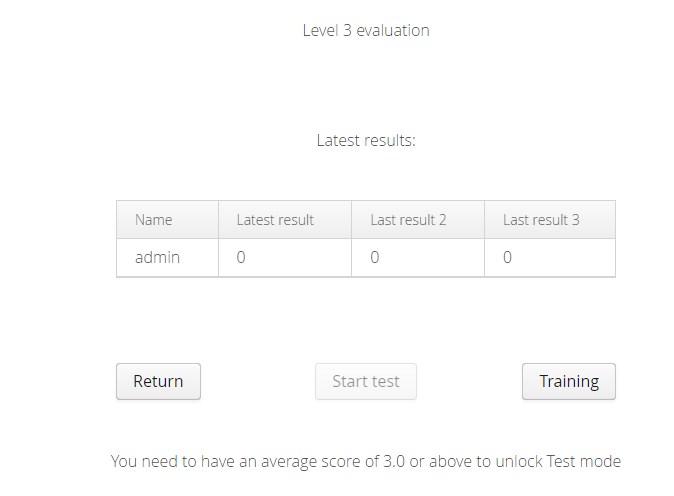 Level 3 evaluation
Latest results:
Name Latest result Last result 2 Last result 3
admin 0 0 0
Return Start test Training
You need to have an average score of 3.0 or above to unlock Test mode